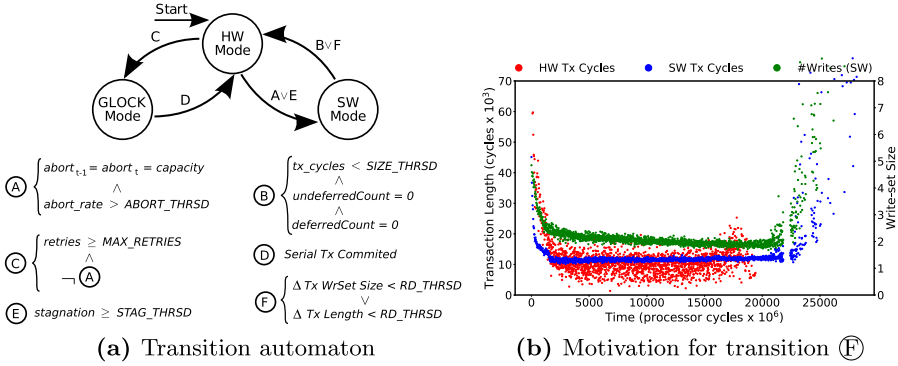 Start
HW
Mode
C
B∨F
GLOCK
Mode
D
A∨E
SW
Mode
A
abort t-1 = abort t = capacity
∧
abort_rate > ABORT_THRSD
B
tx_cycles < SIZE_THRSD
∧
undeferredCount = 0
∧
deferredCount = 0
C
retries ≥ MAX_RETRIES
∧
¬ A
D Serial Tx Commited
E stagnation ≥ STAG_THRSD
F
Δ Tx WrSet Size < RD_THRSD
∨
Δ Tx Length < RD_THRSD
(a) Transition automaton
HW Tx Cycles SW Tx Cycles #Writes (SW)
Transaction Length (cycles x 10³)
70
60
50
40
30
20
10
0
8
7
6
5
4
3
2
1
0
Write-set Size
0 5000 10000 15000 20000 25000
Time (processor cycles x 10⁶)
(b) Motivation for transition Ⓕ